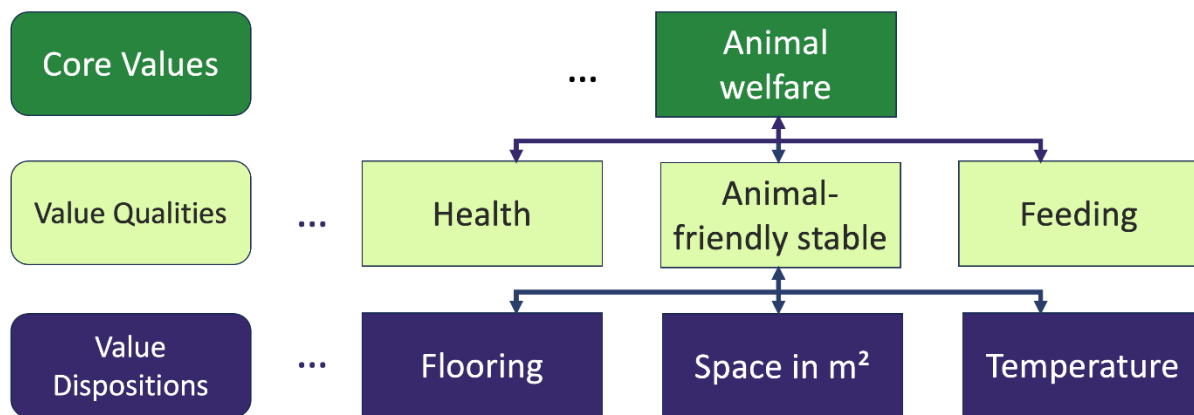 Core Values
...
Animal
welfare
Value Qualities
...
Health
Animal-
friendly stable
Feeding
Value
Dispositions
...
Flooring
Space in m²
Temperature